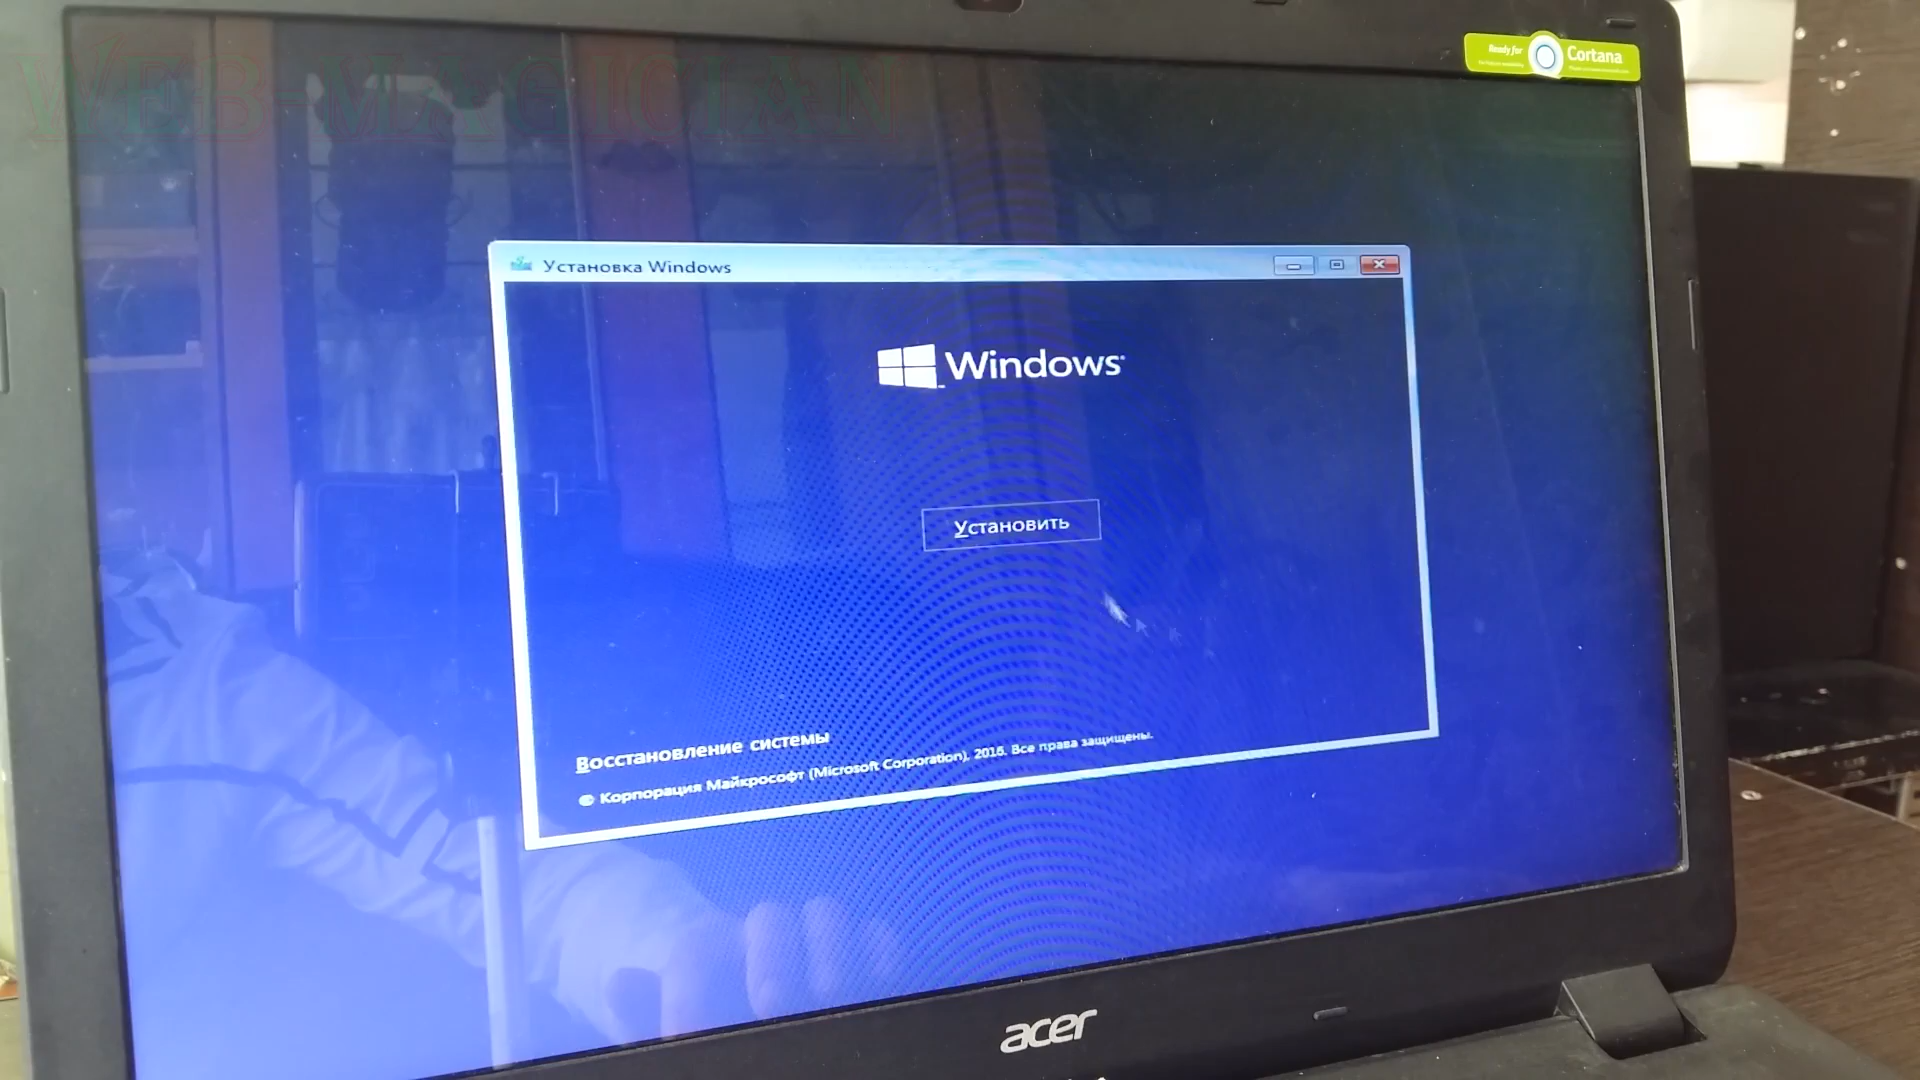 WEB-MAGICIAN
Ready for
Cortana
Установка Windows
Windows
Установить
Восстановление системы
© Корпорация Майкрософт (Microsoft Corporation), 2016. Все права защищены.
acer